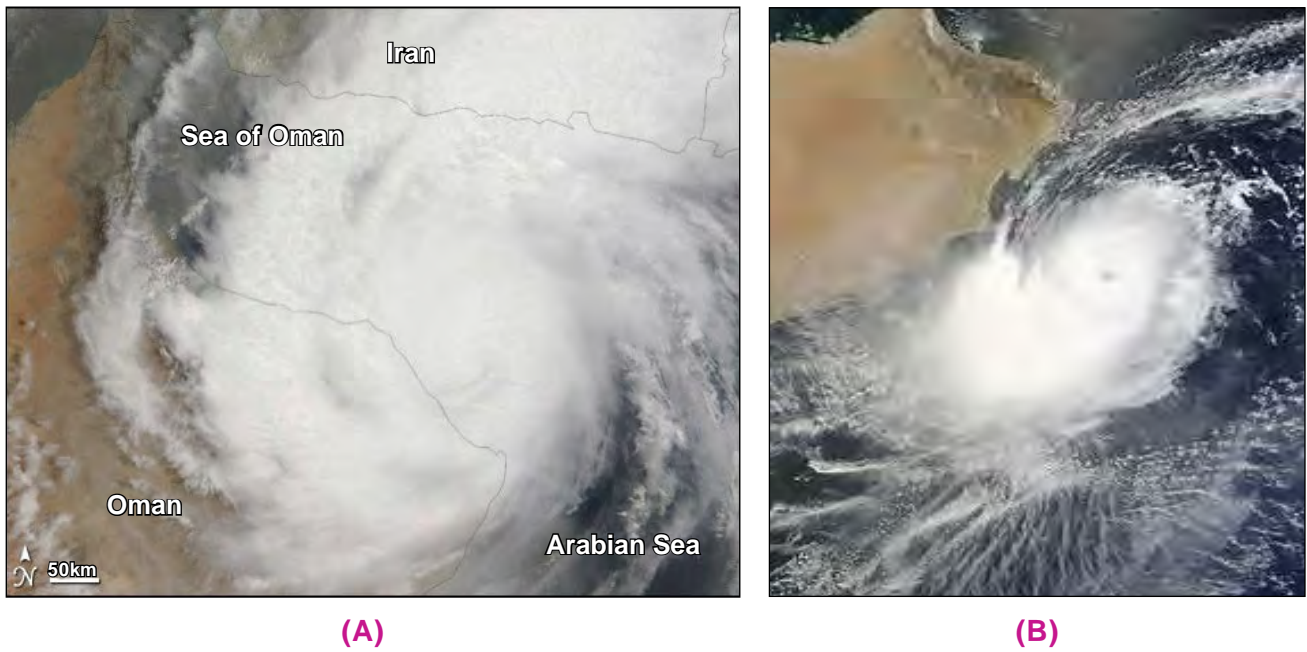 Iran
Sea of Oman
Oman
Arabian Sea
N
50km
(A)
(B)